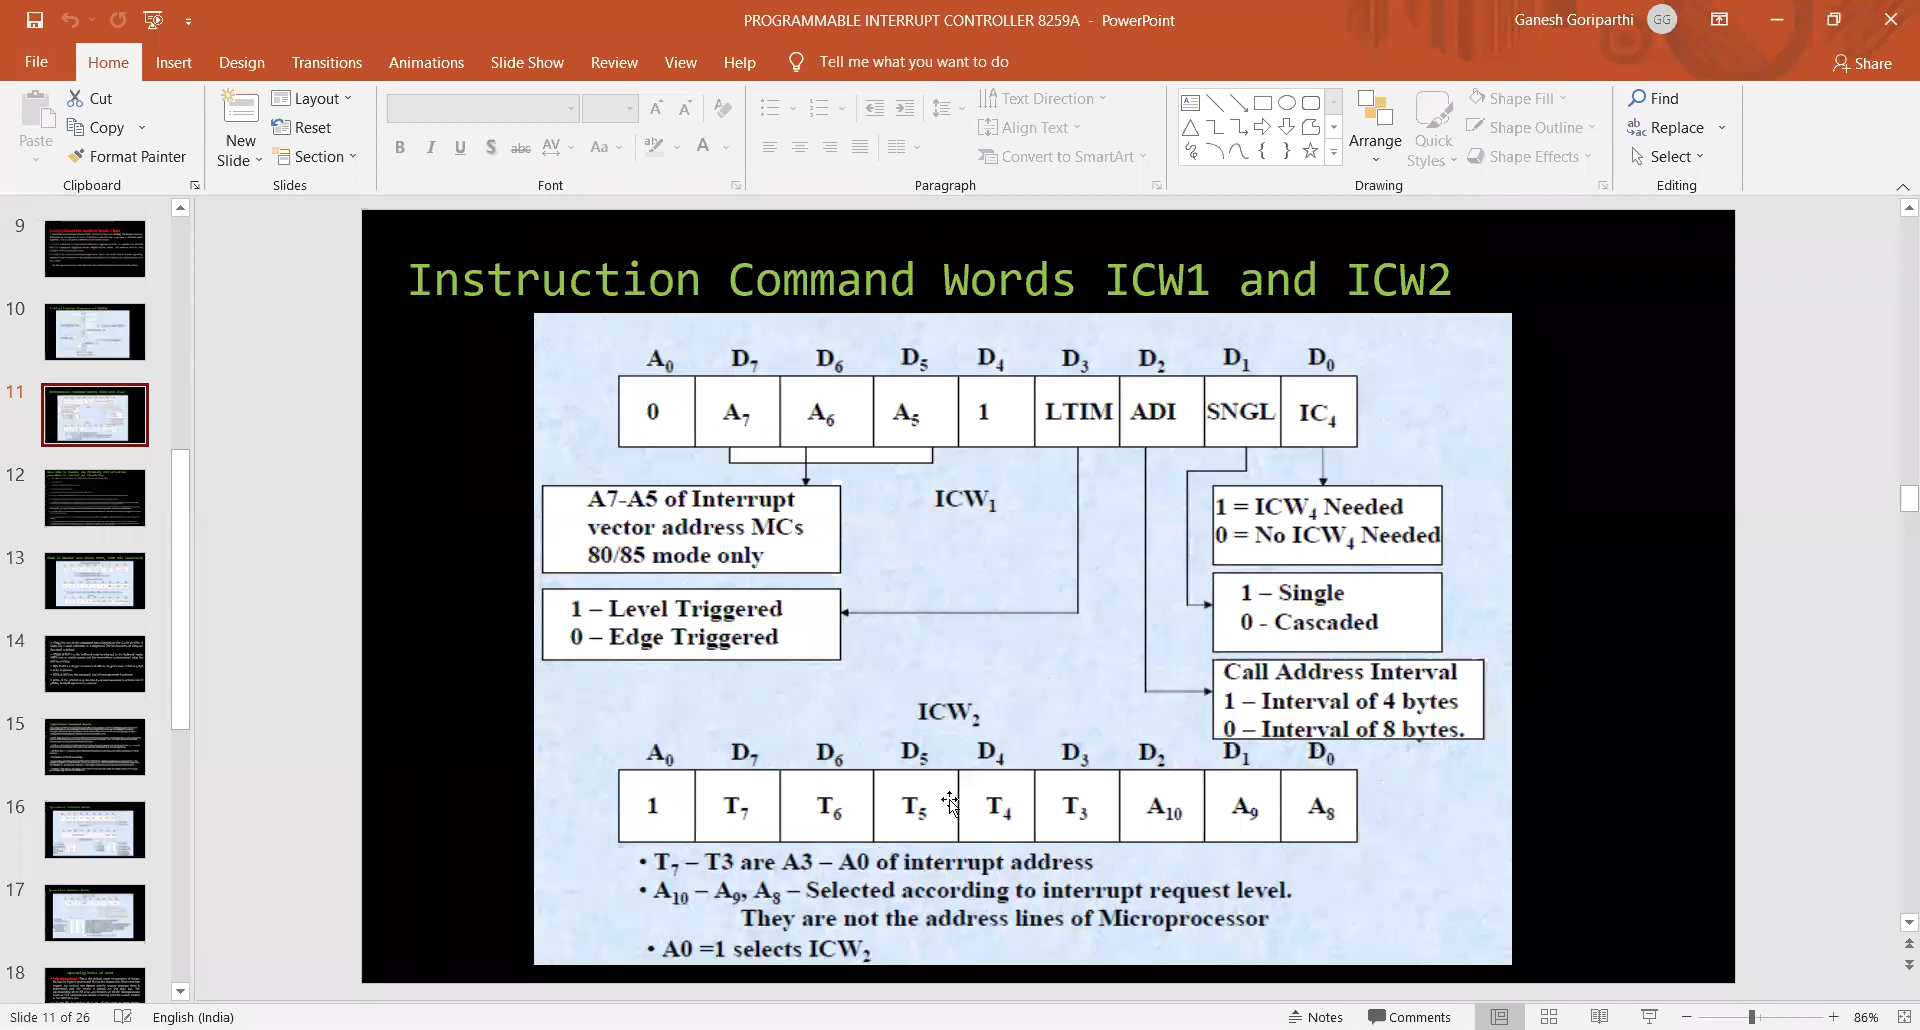 PROGRAMMABLE INTERRUPT CONTROLLER 8259A - PowerPoint
Ganesh Goriparthi GG
File Home Insert Design Transitions Animations Slide Show Review View Help Tell me what you want to do Share
Paste
Cut
Copy
Format Painter
Clipboard
New Slide
Layout
Reset
Section
Slides
B I U S abc AV Aa A
Font
Text Direction
Align Text
Convert to SmartArt
Paragraph
Arrange
Quick Styles
Shape Fill
Shape Outline
Shape Effects
Drawing
Find
Replace
Select
Editing
9
10
11
12
13
14
15
16
17
18
Instruction Command Words ICW1 and ICW2
A0 D7 D6 D5 D4 D3 D2 D1 D0
0 A7 A6 A5 1 LTIM ADI SNGL IC4
ICW1
A7-A5 of Interrupt
vector address MCs
80/85 mode only
1 – Level Triggered
0 – Edge Triggered
1 = ICW4 Needed
0 = No ICW4 Needed
1 – Single
0 - Cascaded
Call Address Interval
1 – Interval of 4 bytes
0 – Interval of 8 bytes.
ICW2
A0 D7 D6 D5 D4 D3 D2 D1 D0
1 T7 T6 T5 T4 T3 A10 A9 A8
• T7 – T3 are A3 – A0 of interrupt address
• A10 – A9, A8 – Selected according to interrupt request level.
They are not the address lines of Microprocessor
• A0 =1 selects ICW2
Slide 11 of 26 English (India) Notes Comments 86%